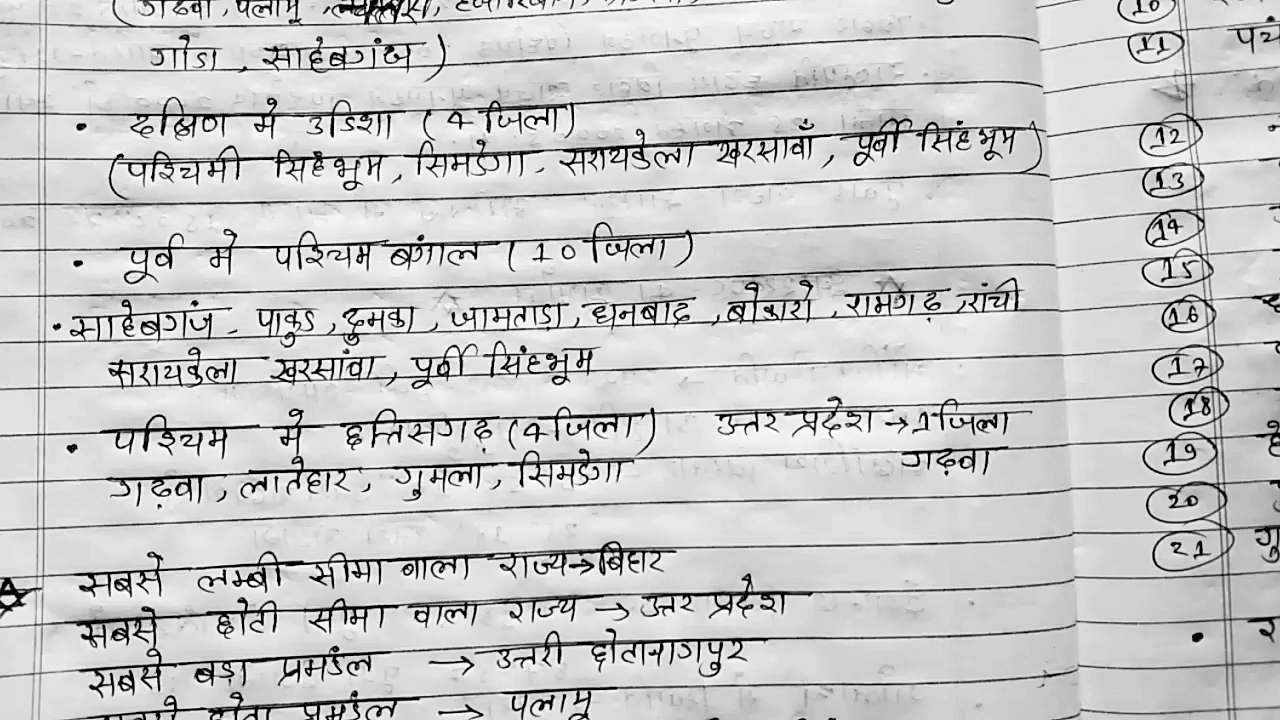 (गढवा, पलामू,
गोडा, साहेबगंज)
• दक्षिण मे उडिशा (4 जिला)
(पश्चिमी सिहंभूम, सिमडेगा, सरायकेला खरसावाँ, पूर्वी सिहंभूम)
• पूर्व मे पश्चिम बंगाल (10 जिला)
• साहेबगंज, पाकुड, दुमका, जामताडा, धनबाद, बोकारो, रामगढ़, रांची
सरायकेला खरसांवा, पूर्वी सिंहभूम
• पश्चिम मे छत्तिसगढ़ (4 जिला) उत्तर प्रदेश → 1 जिला
गढ़वा, लातेहार, गुमला, सिमडेगा गढ़वा
सबसे लम्बी सीमा वाला राज्य → बिहार
सबसे छोटी सीमा वाला राज्य → उत्तर प्रदेश
सबसे बड़ा प्रमंडल → उत्तरी छोटानागपुर
छोटा प्रमंडल → पलामू
10
11
12
13
14
15
16
17
18
19
20
21